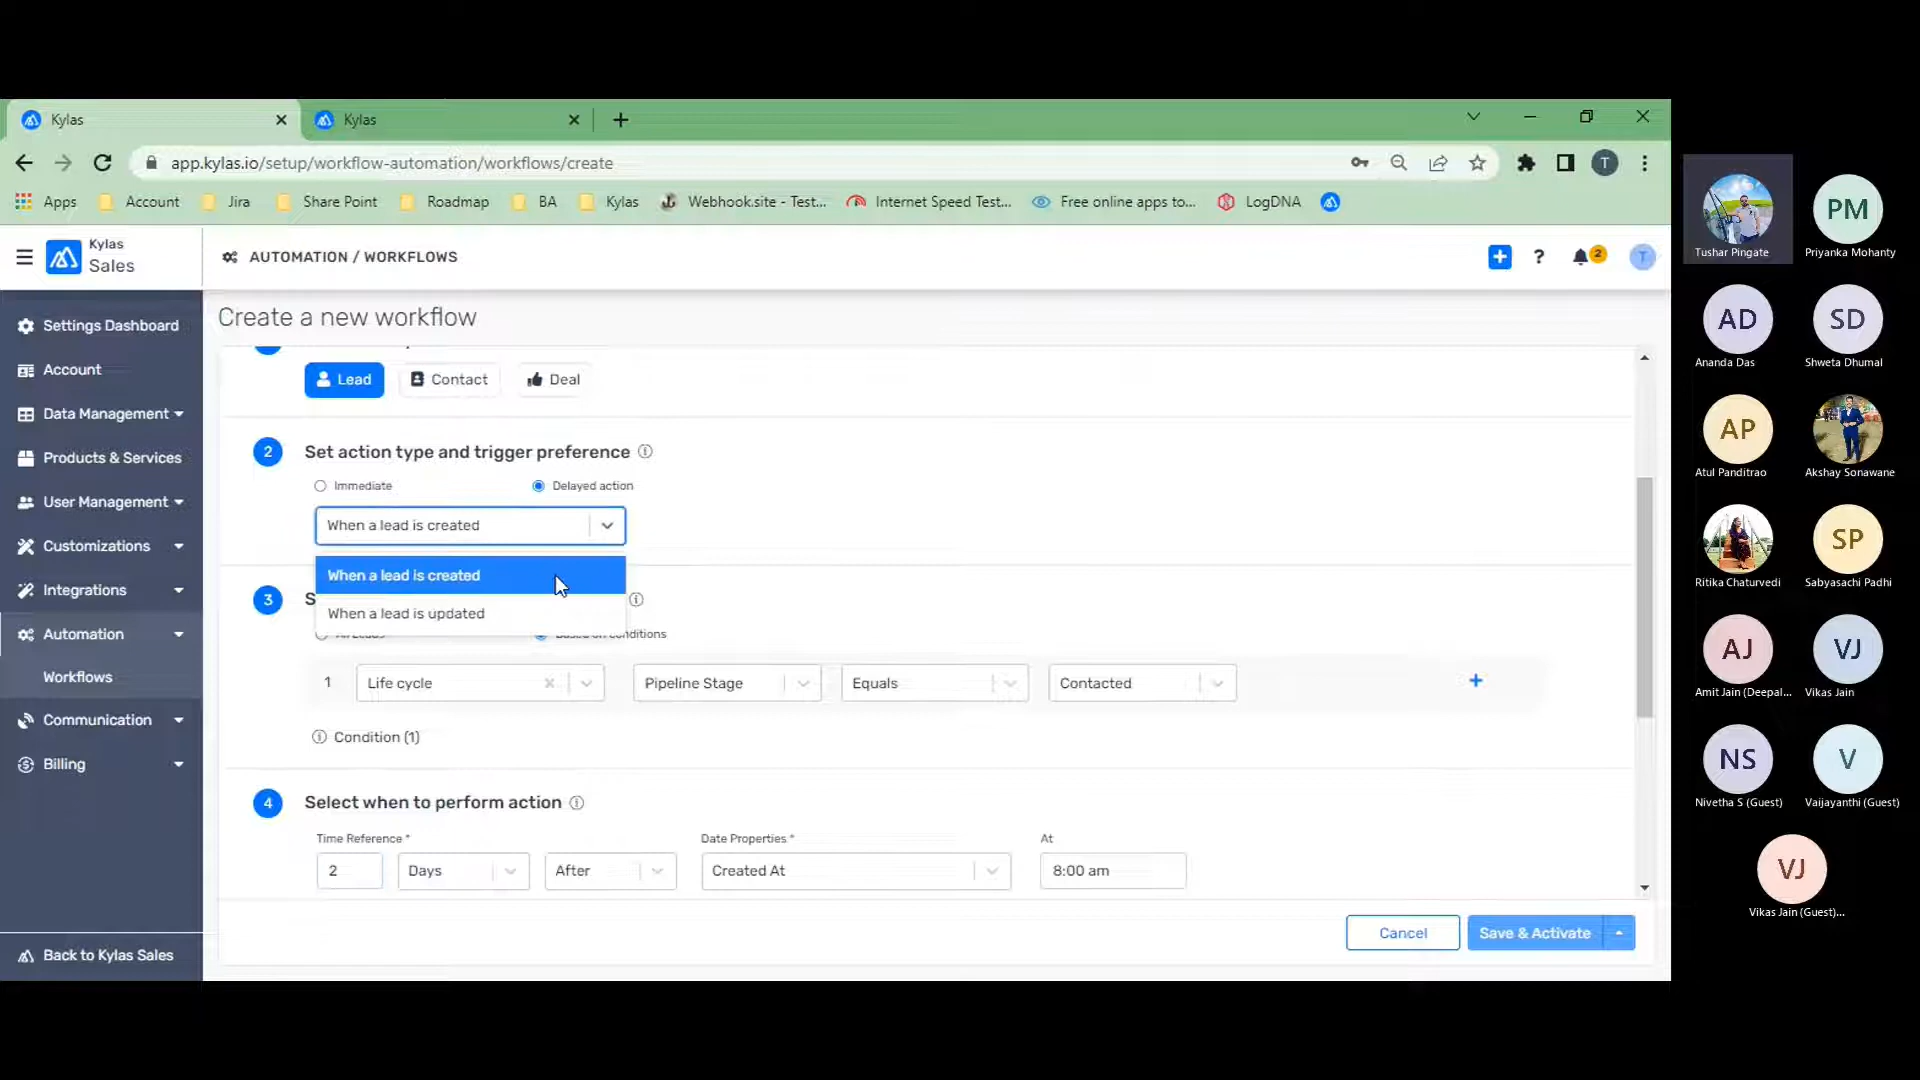 Kylas
Kylas
app.kylas.io/setup/workflow-automation/workflows/create
T
Apps
Account
Jira
Share Point
Roadmap
BA
Kylas
Webhook.site - Test...
Internet Speed Test...
Free online apps to...
LogDNA
Kylas
Sales
AUTOMATION / WORKFLOWS
?
2
T
Settings Dashboard
Account
Data Management
Products & Services
User Management
Customizations
Integrations
Automation
Workflows
Communication
Billing
Back to Kylas Sales
Create a new workflow
Lead
Contact
Deal
2
Set action type and trigger preference
Immediate
Delayed action
When a lead is created
When a lead is created
When a lead is updated
3
S
All Leads
Based on conditions
1
Life cycle
Pipeline Stage
Equals
Contacted
Condition (1)
4
Select when to perform action
Time Reference *
Date Properties *
At
2
Days
After
Created At
8:00 am
Cancel
Save & Activate
Tushar Pingate
PM
Priyanka Mohanty
AD
Ananda Das
SD
Shweta Dhumal
AP
Atul Panditrao
Akshay Sonawane
Ritika Chaturvedi
SP
Sabyasachi Padhi
AJ
Amit Jain (Deepal...
VJ
Vikas Jain
NS
Nivetha S (Guest)
V
Vaijayanthi (Guest)
VJ
Vikas Jain (Guest)...